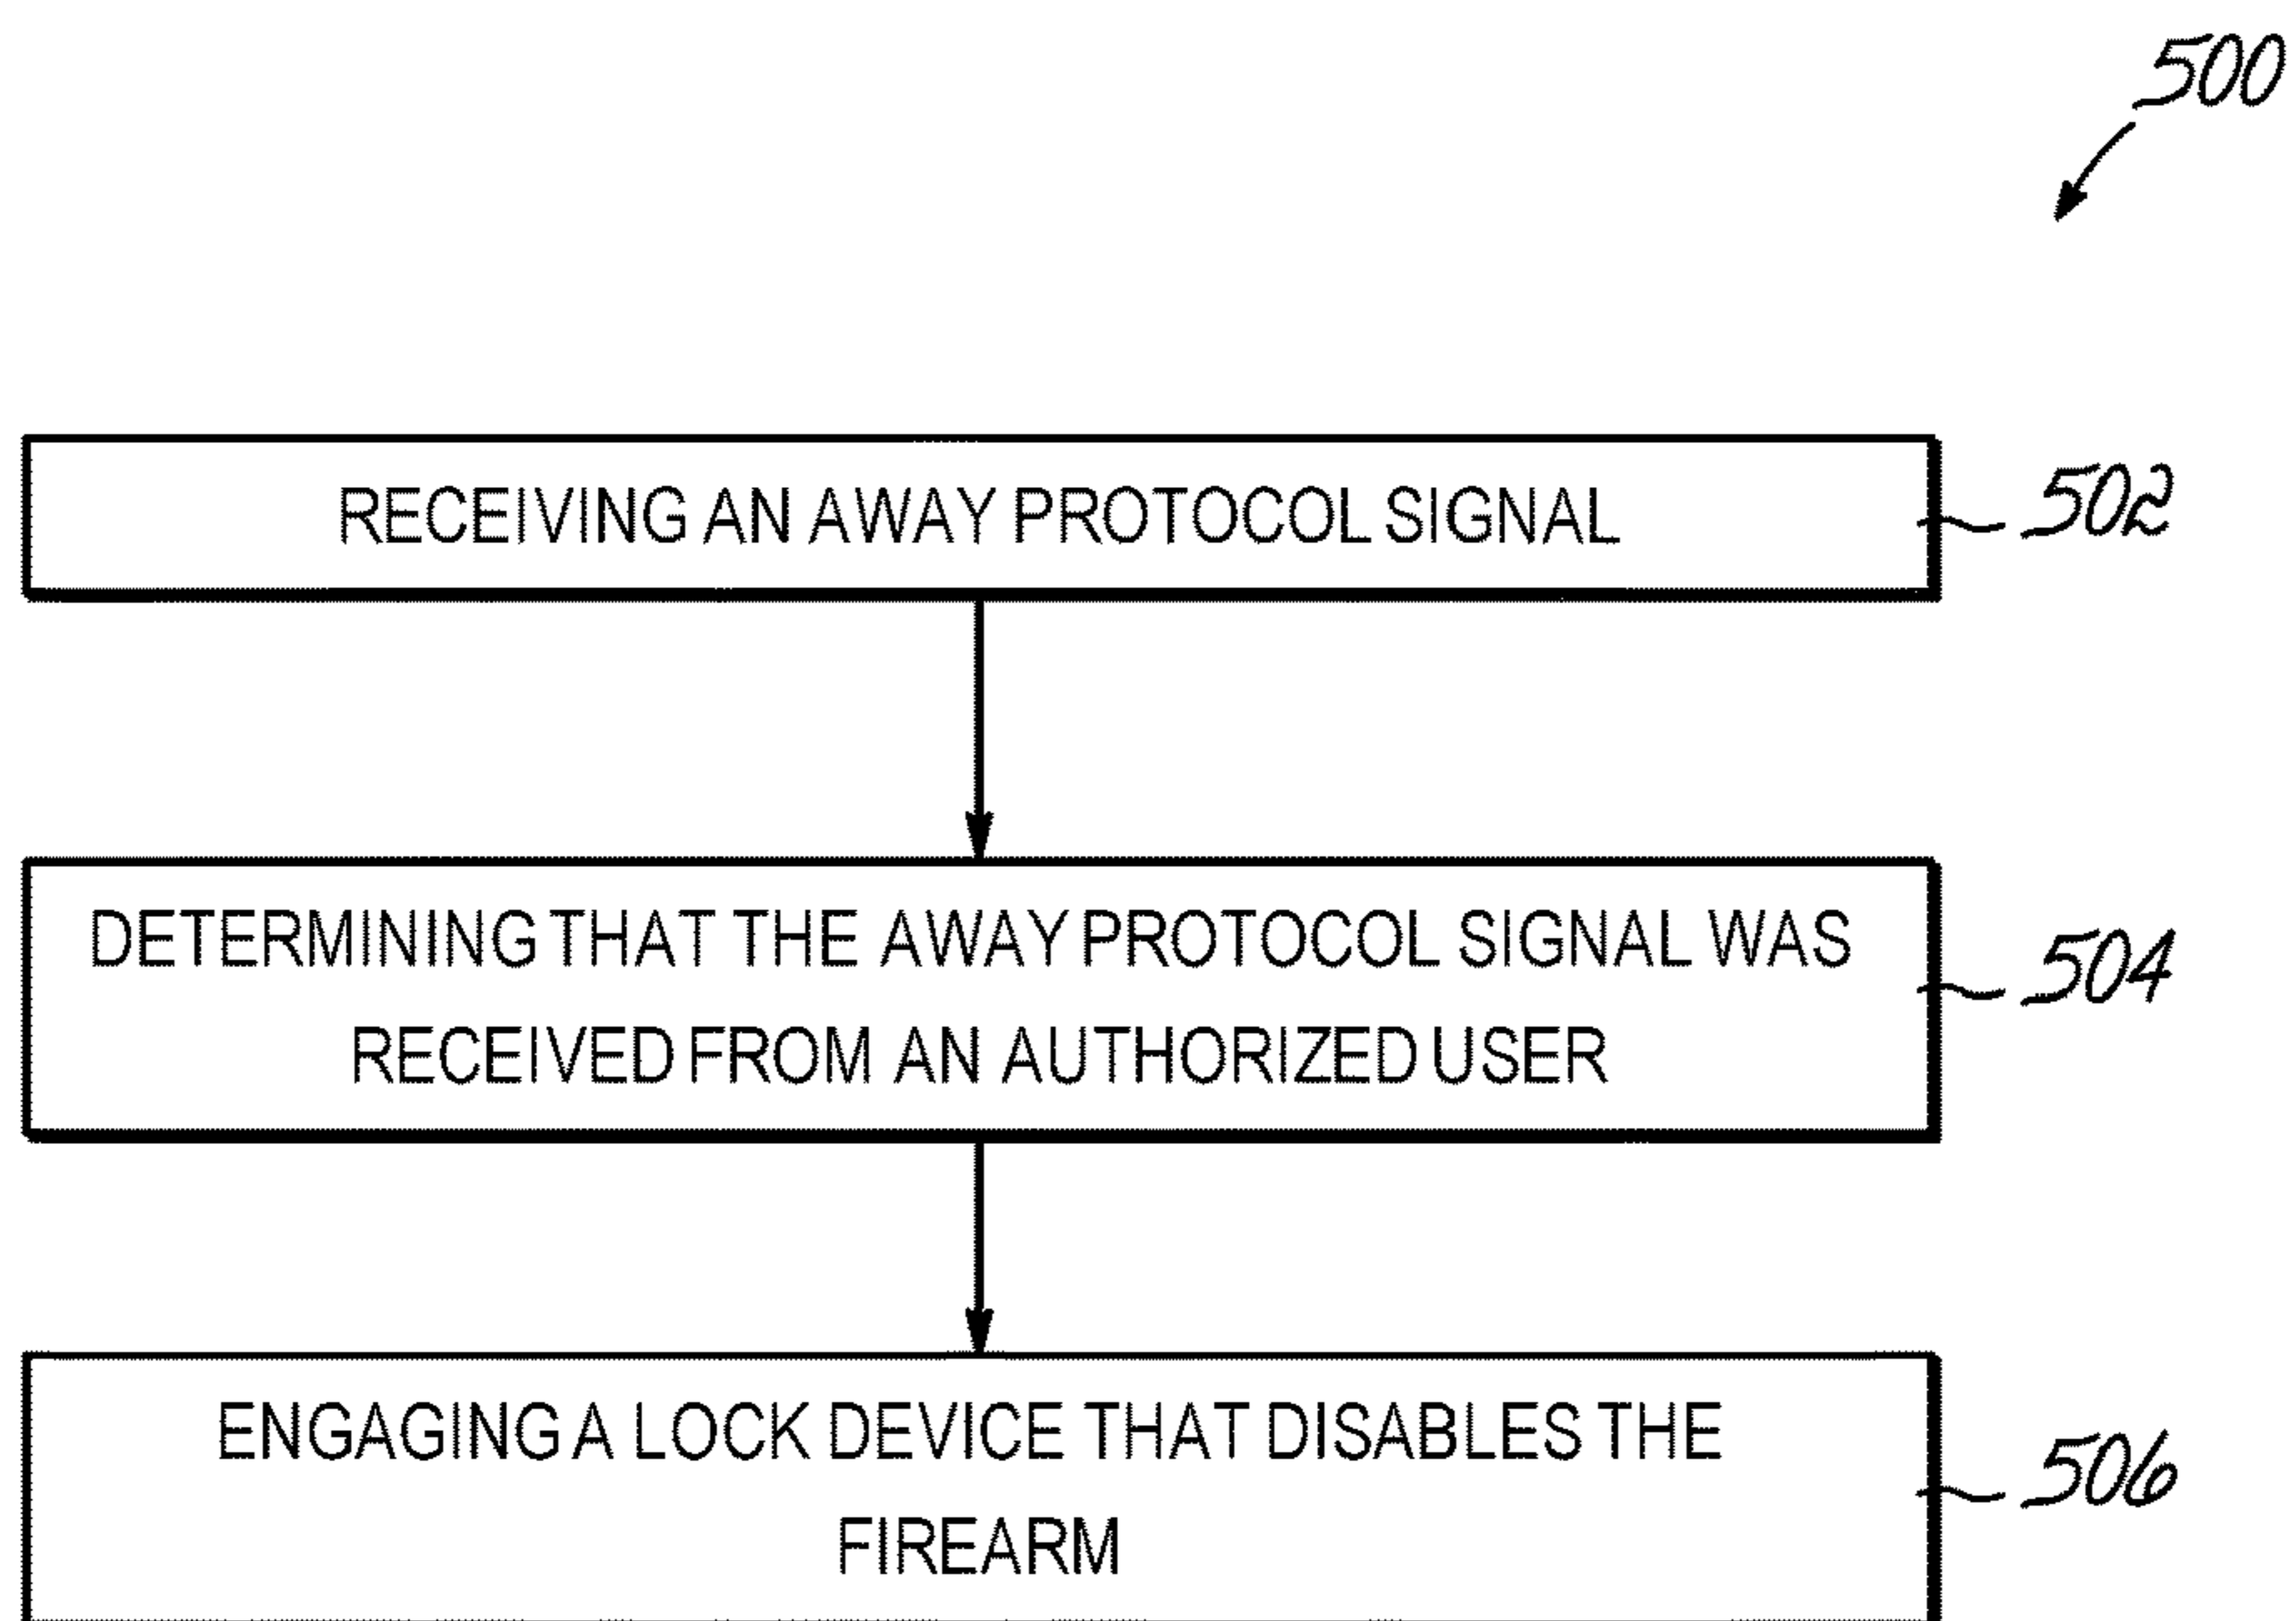 500
RECEIVING AN AWAY PROTOCOL SIGNAL
502
DETERMINING THAT THE AWAY PROTOCOL SIGNAL WAS
RECEIVED FROM AN AUTHORIZED USER
504
ENGAGING A LOCK DEVICE THAT DISABLES THE
FIREARM
506